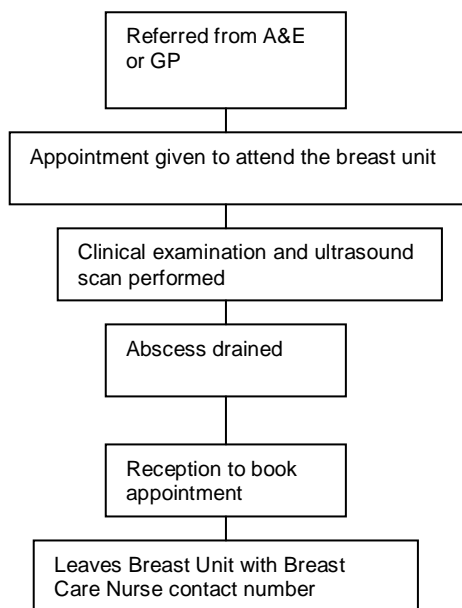 Referred from A&E
or GP
Appointment given to attend the breast unit
Clinical examination and ultrasound
scan performed
Abscess drained
Reception to book
appointment
Leaves Breast Unit with Breast
Care Nurse contact number